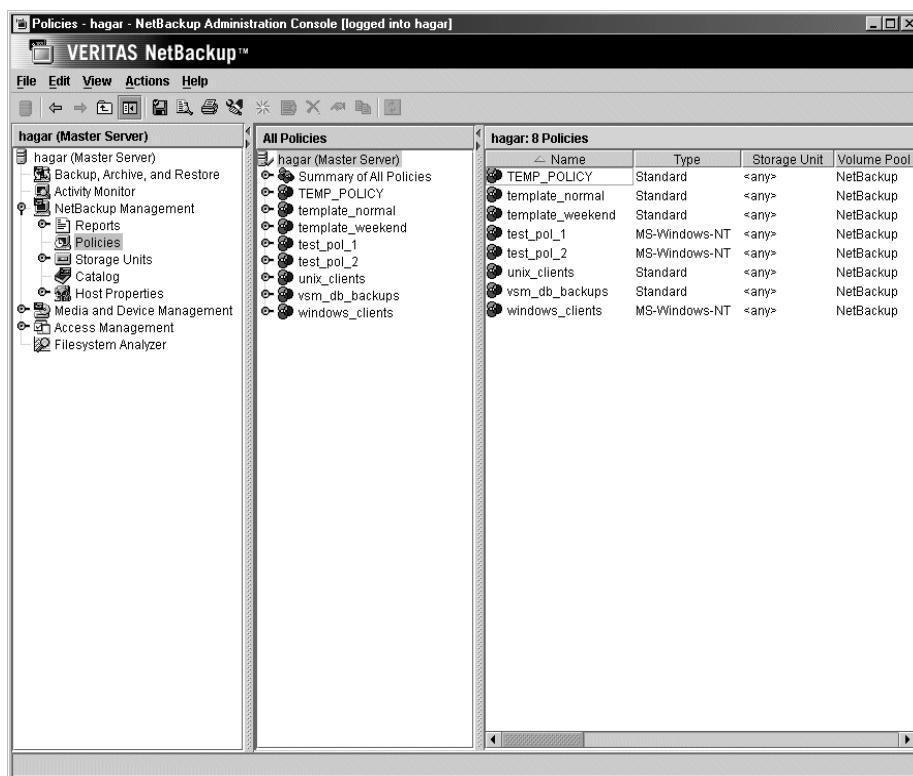 Policies - hagar - NetBackup Administration Console [logged into hagar]
VERITAS NetBackup™
File Edit View Actions Help
hagar (Master Server)
hagar (Master Server)
Backup, Archive, and Restore
Activity Monitor
NetBackup Management
Reports
Policies
Storage Units
Catalog
Host Properties
Media and Device Management
Access Management
Filesystem Analyzer
All Policies
hagar (Master Server)
Summary of All Policies
TEMP_POLICY
template_normal
template_weekend
test_pol_1
test_pol_2
unix_clients
vsm_db_backups
windows_clients
hagar: 8 Policies
Name Type Storage Unit Volume Pool
TEMP_POLICY Standard <any> NetBackup
template_normal Standard <any> NetBackup
template_weekend Standard <any> NetBackup
test_pol_1 MS-Windows-NT <any> NetBackup
test_pol_2 MS-Windows-NT <any> NetBackup
unix_clients Standard <any> NetBackup
vsm_db_backups Standard <any> NetBackup
windows_clients MS-Windows-NT <any> NetBackup